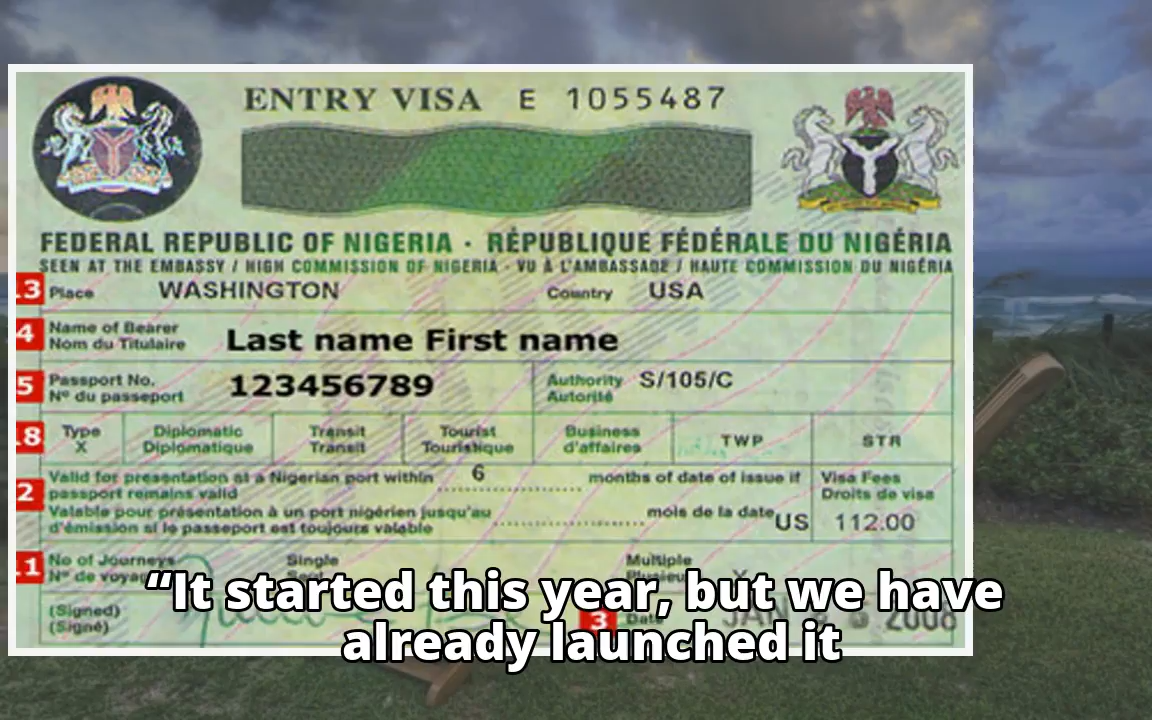 ENTRY VISA E 1055487
FEDERAL REPUBLIC OF NIGERIA · RÉPUBLIQUE FÉDÉRALE DU NIGÉRIA
SEEN AT THE EMBASSY / HIGH COMMISSION OF NIGERIA · VU À L'AMBASSADE / HAUTE COMMISSION DU NIGÉRIA
13 Place WASHINGTON Country USA
4 Name of Bearer
Nom du Titulaire Last name First name
5 Passport No.
Nº du passeport 123456789 Authority S/105/C
Autorité
18 Type Diplomatic Transit Tourist Business TWP STR
X Diplomatique Transit Touristique d'affaires
2 Valid for presentation at a Nigerian port within 6 months of date of issue if
passport remains valid
Valable pour présentation à un port nigérien jusqu'au mois de la date
d'émission si le passeport est toujours valable
Visa Fees
Droits de visa
US 112.00
11 No of Journeys Single Multiple
Nº de
(Signed)
(Signé)
3 Date 2008
“It started this year, but we have
already launched it